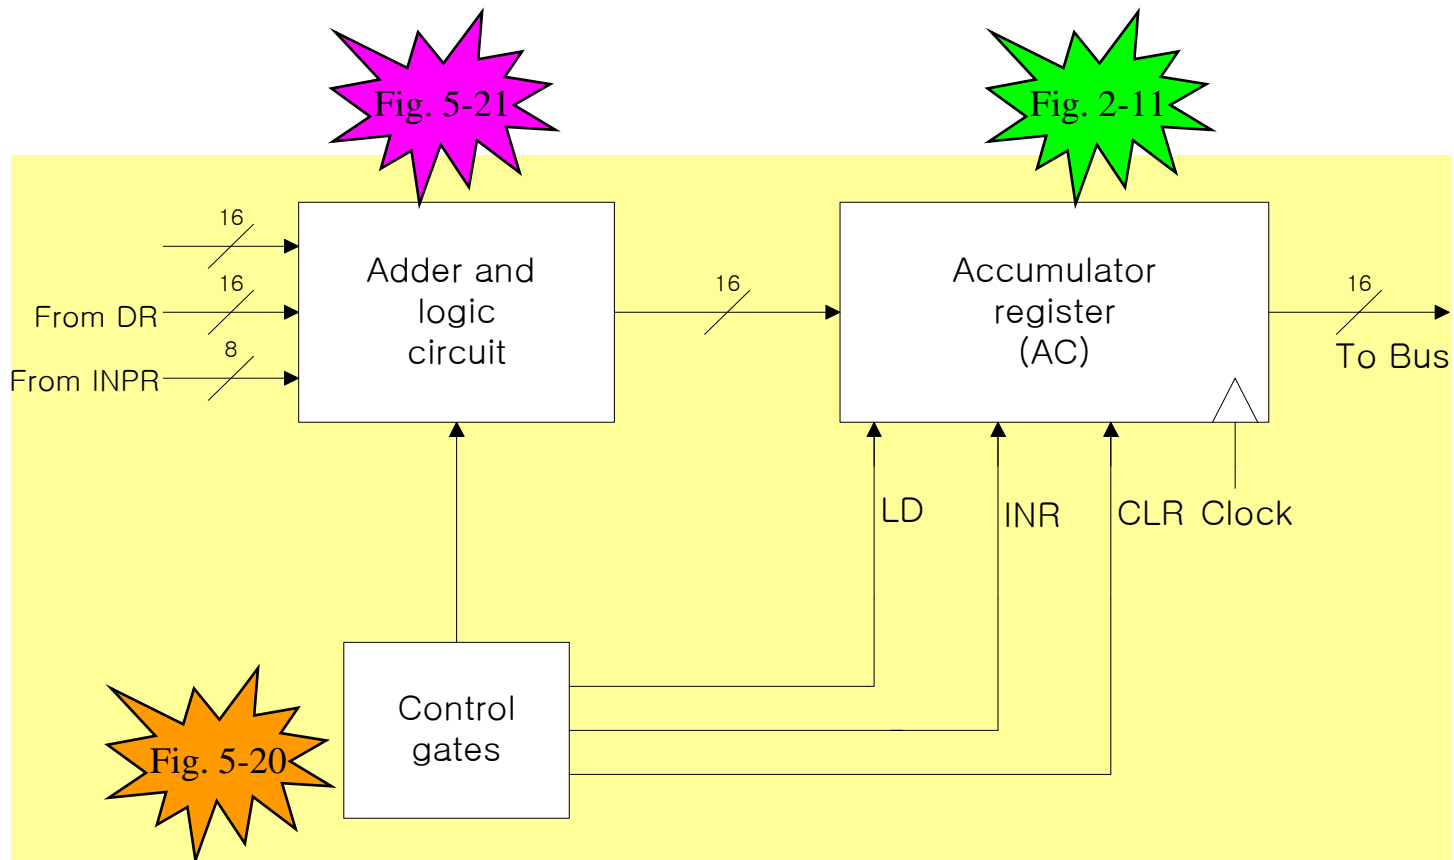 Fig. 5-21
Fig. 2-11
16
Adder and
logic
circuit
16
From DR
8
From INPR
16
Accumulator
register
(AC)
16
To Bus
LD
INR
CLR
Clock
Control
gates
Fig. 5-20